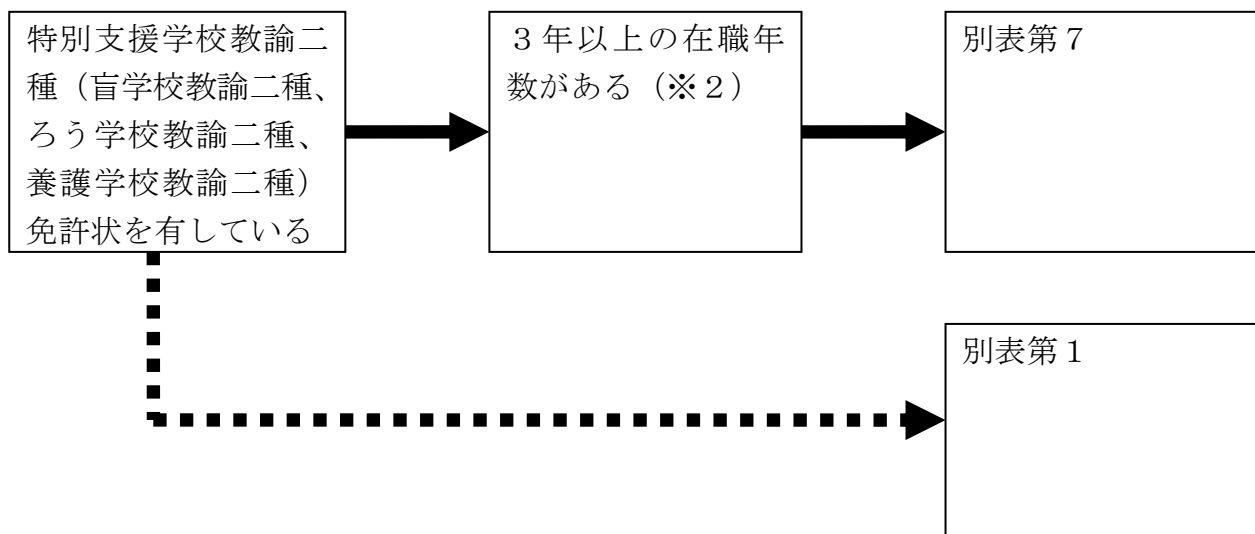 特別支援学校教諭二
種（盲学校教諭二種、
ろう学校教諭二種、
養護学校教諭二種）
免許状を有している
３年以上の在職年
数がある（※２）
別表第７
別表第１